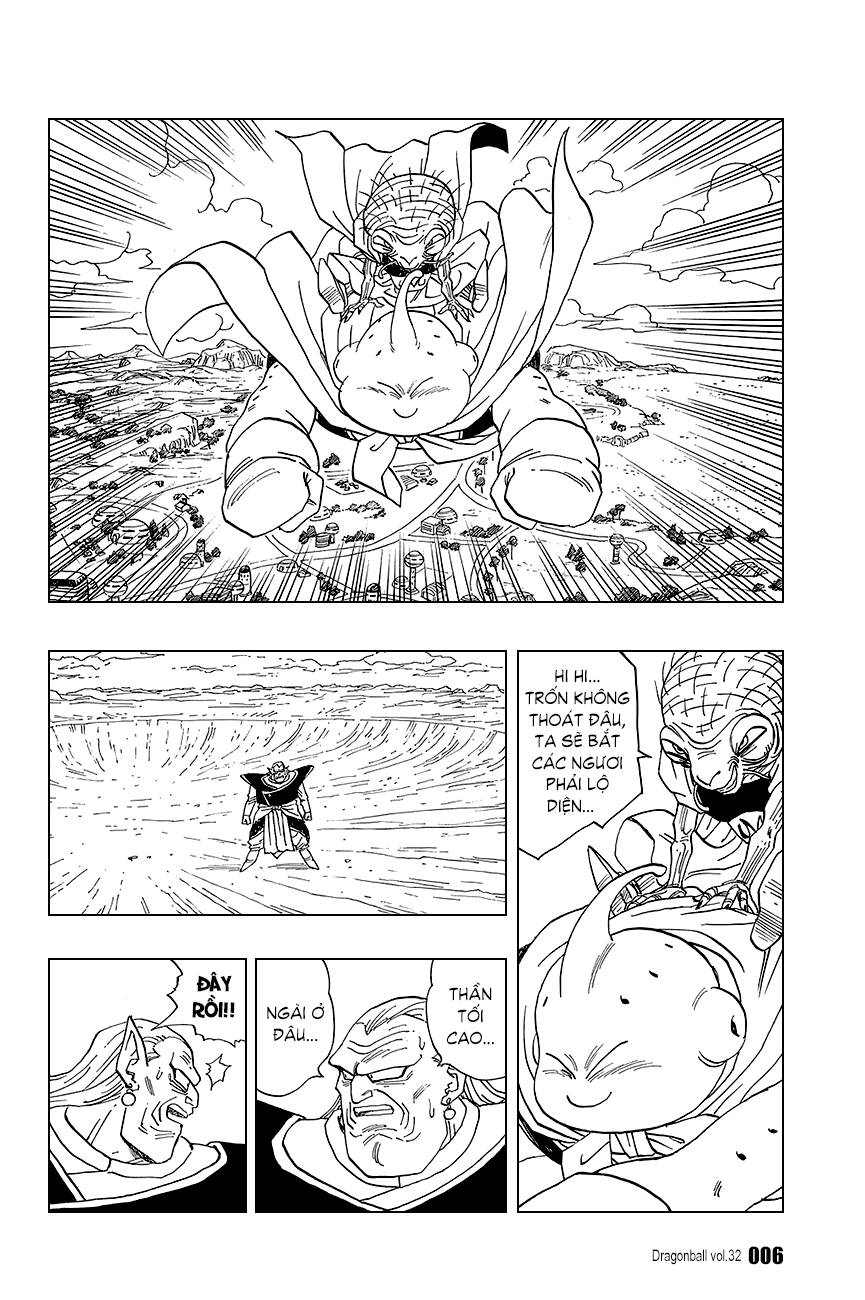 HI HI...
TRỐN KHÔNG
THOÁT ĐÂU,
TA SẼ BẮT
CÁC NGƯƠI
PHẢI LỘ
DIỆN...
THẦN
TỐI
CAO...
NGÀI Ở
ĐÂU...
ĐÂY
RỒI!!
Dragonball vol.32 006